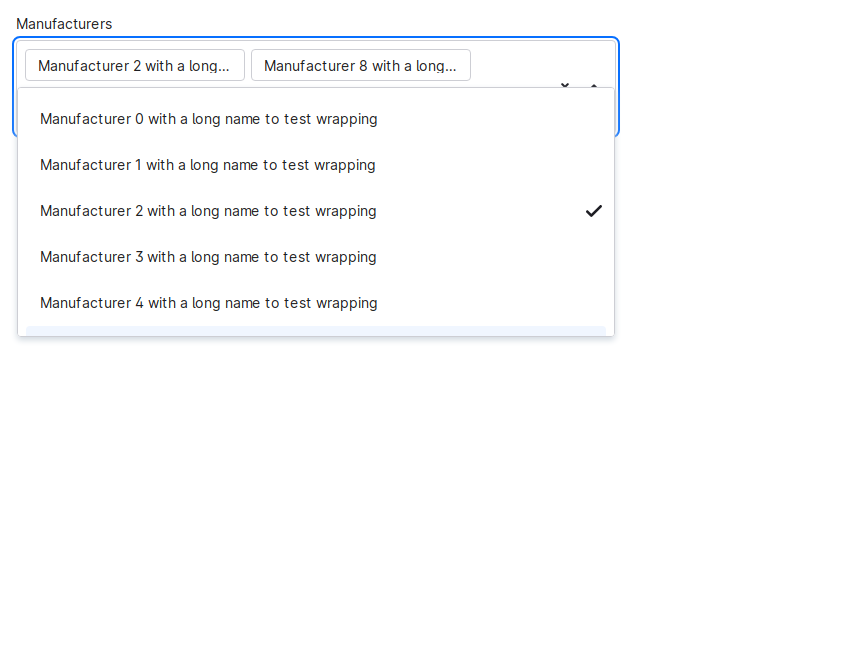 Manufacturers
Manufacturer 2 with a long... Manufacturer 8 with a long...
Manufacturer 0 with a long name to test wrapping
Manufacturer 1 with a long name to test wrapping
Manufacturer 2 with a long name to test wrapping
Manufacturer 3 with a long name to test wrapping
Manufacturer 4 with a long name to test wrapping